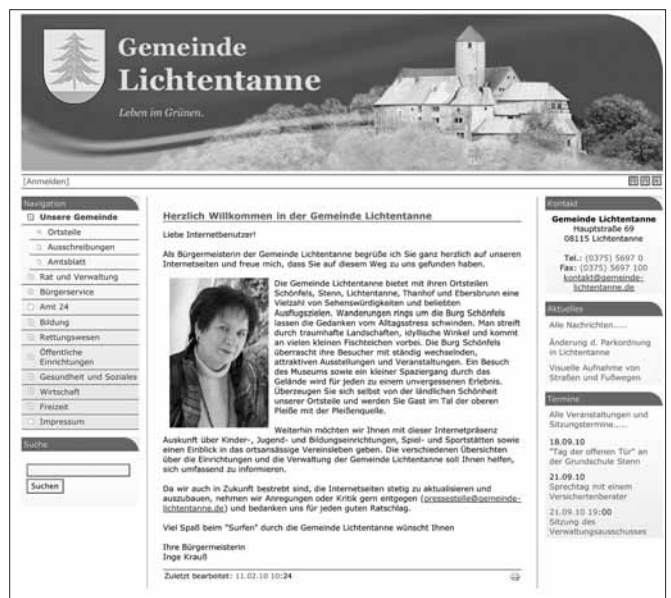 Gemeinde
Lichtentanne
Leben im Grünen.
[Anmelden]
Navigation
Unsere Gemeinde
Ortsteile
Ausschreibungen
Amtsblatt
Rat und Verwaltung
Bürgerservice
Amt 24
Bildung
Rettungswesen
Öffentliche
Einrichtungen
Gesundheit und Soziales
Wirtschaft
Freizeit
Impressum
Suche
Suchen
Herzlich Willkommen in der Gemeinde Lichtentanne
Liebe Internetbenutzer!
Als Bürgermeisterin der Gemeinde Lichtentanne begrüße ich Sie ganz herzlich auf unseren
Internetseiten und freue mich, dass Sie auf diesem Weg zu uns gefunden haben.
Die Gemeinde Lichtentanne bietet mit ihren Ortsteilen
Schönfels, Stenn, Lichtentanne, Thanhof und Ebersbrunn eine
Vielzahl von Sehenswürdigkeiten und beliebten
Ausflugszielen. Wanderungen rings um die Burg Schönfels
lassen die Gedanken vom Alltagsstress schwinden. Man streift
durch traumhafte Landschaften, idyllische Winkel und kommt
an vielen kleinen Fischteichen vorbei. Die Burg Schönfels
überrascht ihre Besucher mit ständig wechselnden,
attraktiven Ausstellungen und Veranstaltungen. Ein Besuch
des Museums sowie ein kleiner Spaziergang durch das
Gelände wird für jeden zu einem unvergessenen Erlebnis.
Überzeugen Sie sich selbst von der ländlichen Schönheit
unserer Ortsteile und werden Sie Gast im Tal der oberen
Pleiße mit der Pleißenquelle.
Weiterhin möchten wir Ihnen mit dieser Internetpräsenz
Auskunft über Kinder-, Jugend- und Bildungseinrichtungen, Spiel- und Sportstätten sowie
einen Einblick in das ortsansässige Vereinsleben geben. Die verschiedenen Übersichten
über die Einrichtungen und die Verwaltung der Gemeinde Lichtentanne soll Ihnen helfen,
sich umfassend zu informieren.
Da wir auch in Zukunft bestrebt sind, die Internetseiten stetig zu aktualisieren und
auszubauen, nehmen wir Anregungen oder Kritik gern entgegen (pressestelle@gemeinde-
lichtentanne.de) und bedanken uns für jeden guten Ratschlag.
Viel Spaß beim "Surfen" durch die Gemeinde Lichtentanne wünscht Ihnen
Ihre Bürgermeisterin
Inge Krauß
Zuletzt bearbeitet: 11.02.10 10:24
Kontakt
Gemeinde Lichtentanne
Hauptstraße 69
08115 Lichtentanne
Tel.: (0375) 5697 0
Fax: (0375) 5697 100
kontakt@gemeinde-
lichtentanne.de
Aktuelles
Alle Nachrichten.....
Änderung d. Parkordnung
in Lichtentanne
Visuelle Aufnahme von
Straßen und Fußwegen
Termine
Alle Veranstaltungen und
Sitzungstermine.....
18.09.10
"Tag der offenen Tür" an
der Grundschule Stenn
21.09.10
Sprechtag mit einem
Versichertenberater
21.09.10 19:00
Sitzung des
Verwaltungsausschusses